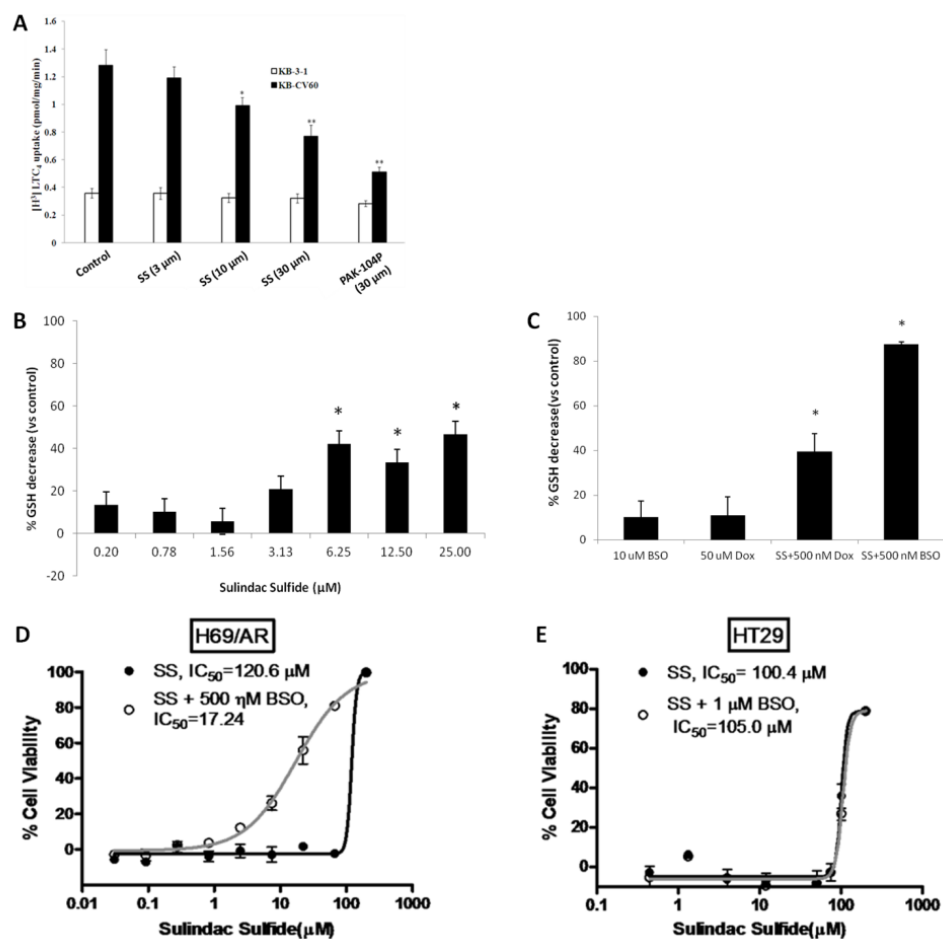 A
[H³] LTC₄ uptake (pmol/mg/min)
1.6
1.4
1.2
1
0.8
0.6
0.4
0.2
0
KB-3-1
KB-CV60
*
**
**
Control
SS (3 µm)
SS (10 µm)
SS (30 µm)
PAK-104P
(30 µm)
B
% GSH decrease (vs control)
100
80
60
40
20
0
-20
*
*
*
0.20 0.78 1.56 3.13 6.25 12.50 25.00
Sulindac Sulfide (µM)
C
% GSH decrease(vs control)
100
80
60
40
20
0
*
*
10 uM BSO 50 uM Dox SS+500 nM Dox SS+500 nM BSO
D
H69/AR
SS, IC₅₀=120.6 µM
SS + 500 ηM BSO,
IC₅₀=17.24
% Cell Viability
100
80
60
40
20
0
0.01 0.1 1 10 100 1000
Sulindac Sulfide(µM)
E
HT29
SS, IC₅₀= 100.4 µM
SS + 1 µM BSO,
IC₅₀=105.0 µM
% Cell Viability
100
80
60
40
20
0
0.1 1 10 100 1000
Sulindac Sulfide(µM)